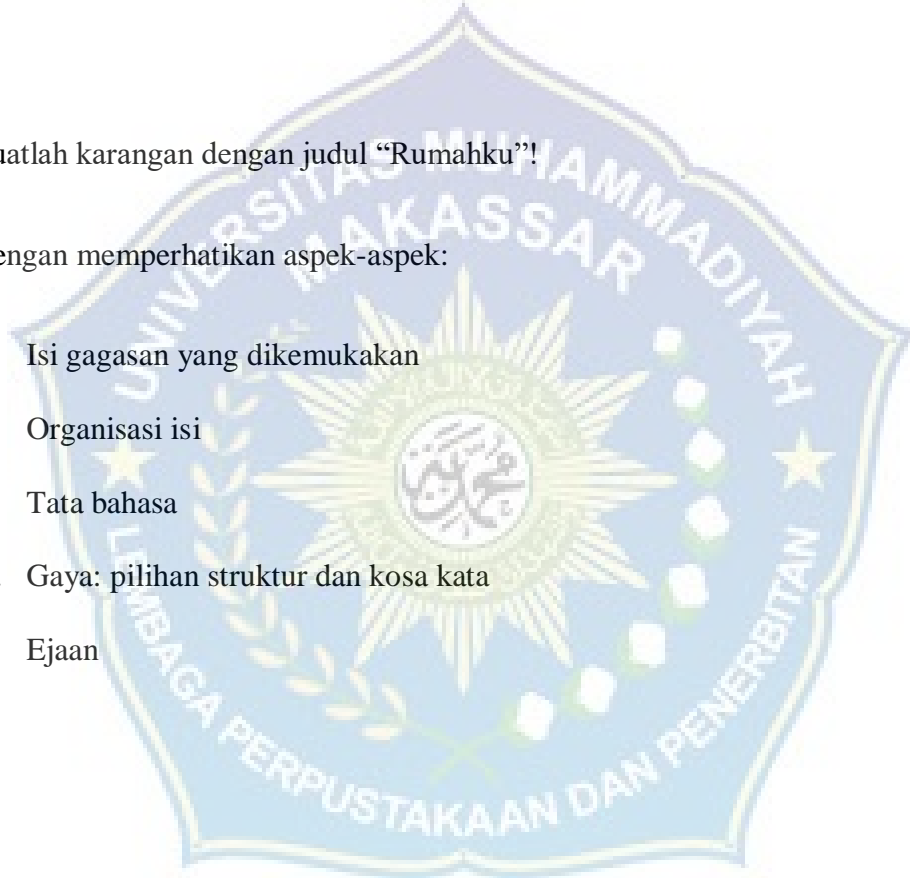 uatlah karangan dengan judul “Rumahku”!
engan memperhatikan aspek-aspek:
Isi gagasan yang dikemukakan
Organisasi isi
Tata bahasa
Gaya: pilihan struktur dan kosa kata
Ejaan
UNIVERSITAS MUHAMMADIYAH
MAKASSAR
LEMBAGA PERPUSTAKAAN DAN PENERBITAN